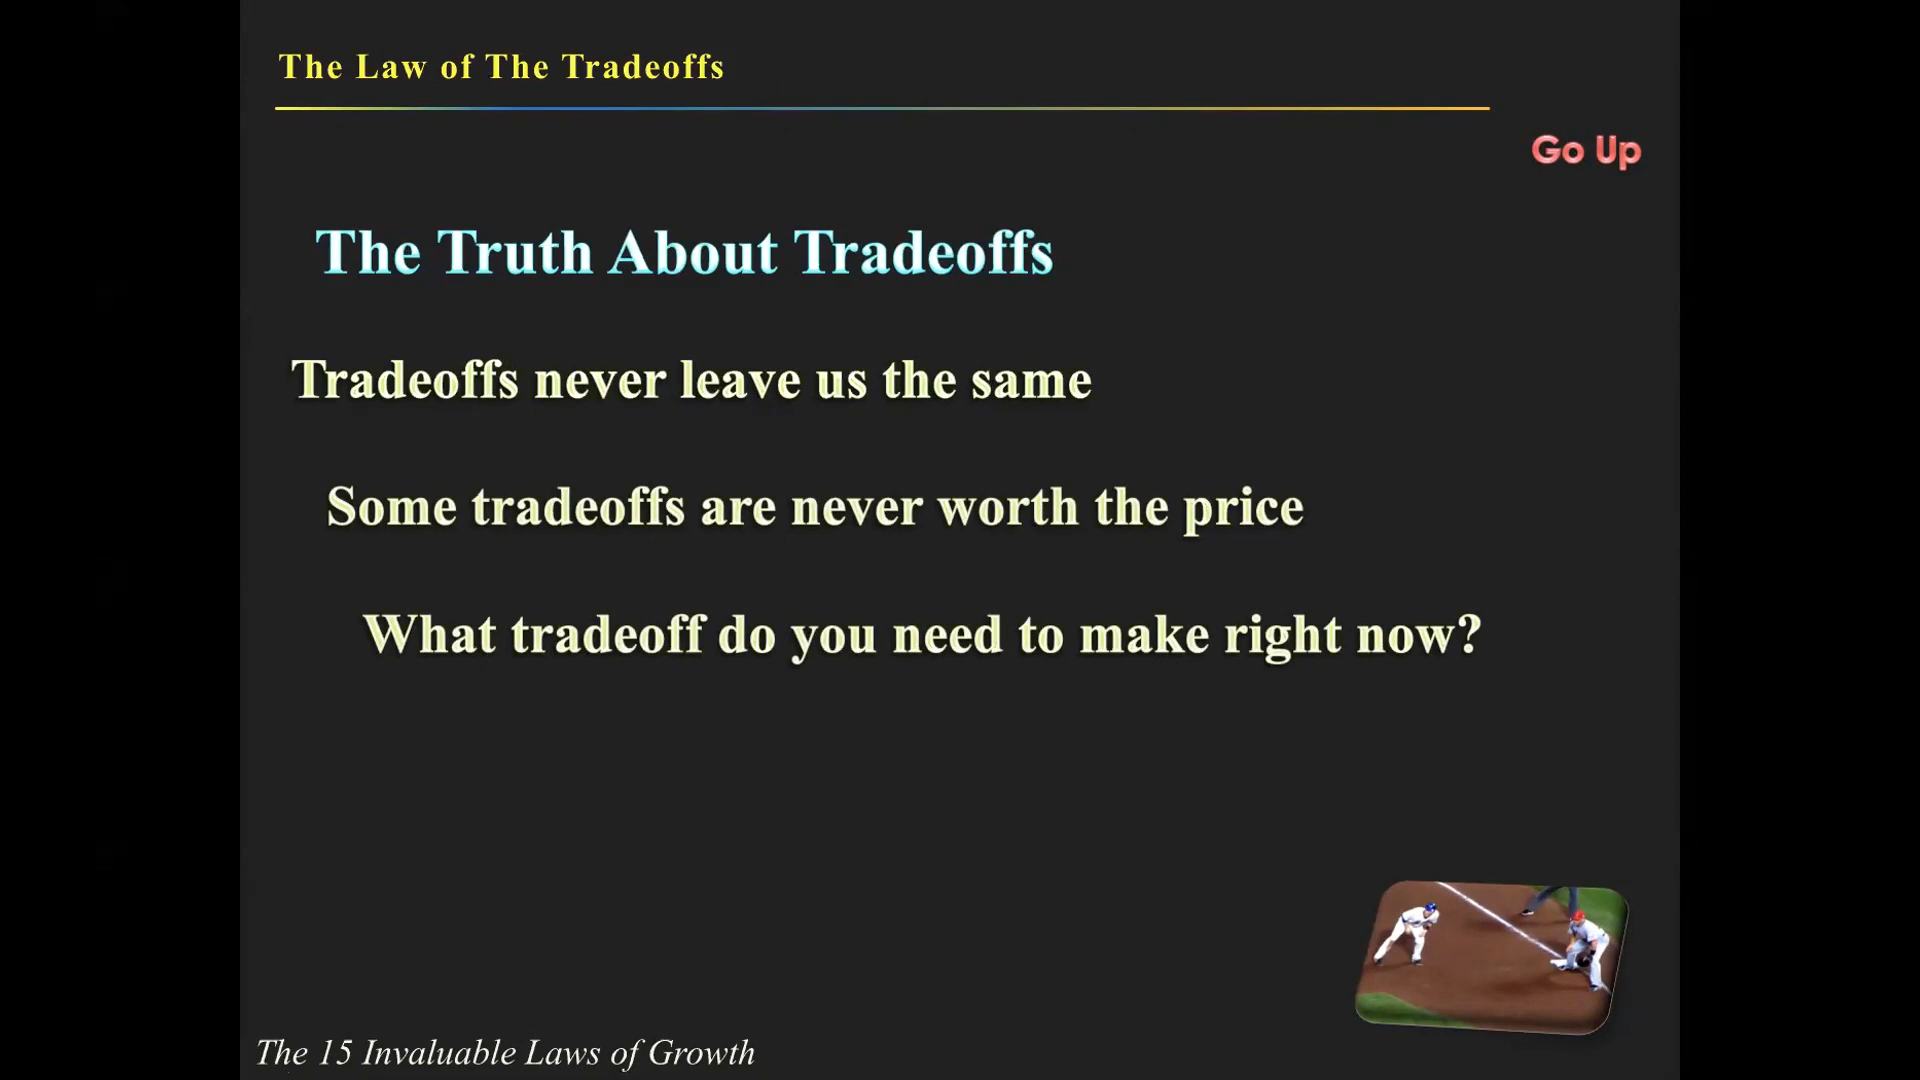 The Law of The Tradeoffs
Go Up
The Truth About Tradeoffs
Tradeoffs never leave us the same
Some tradeoffs are never worth the price
What tradeoff do you need to make right now?
The 15 Invaluable Laws of Growth